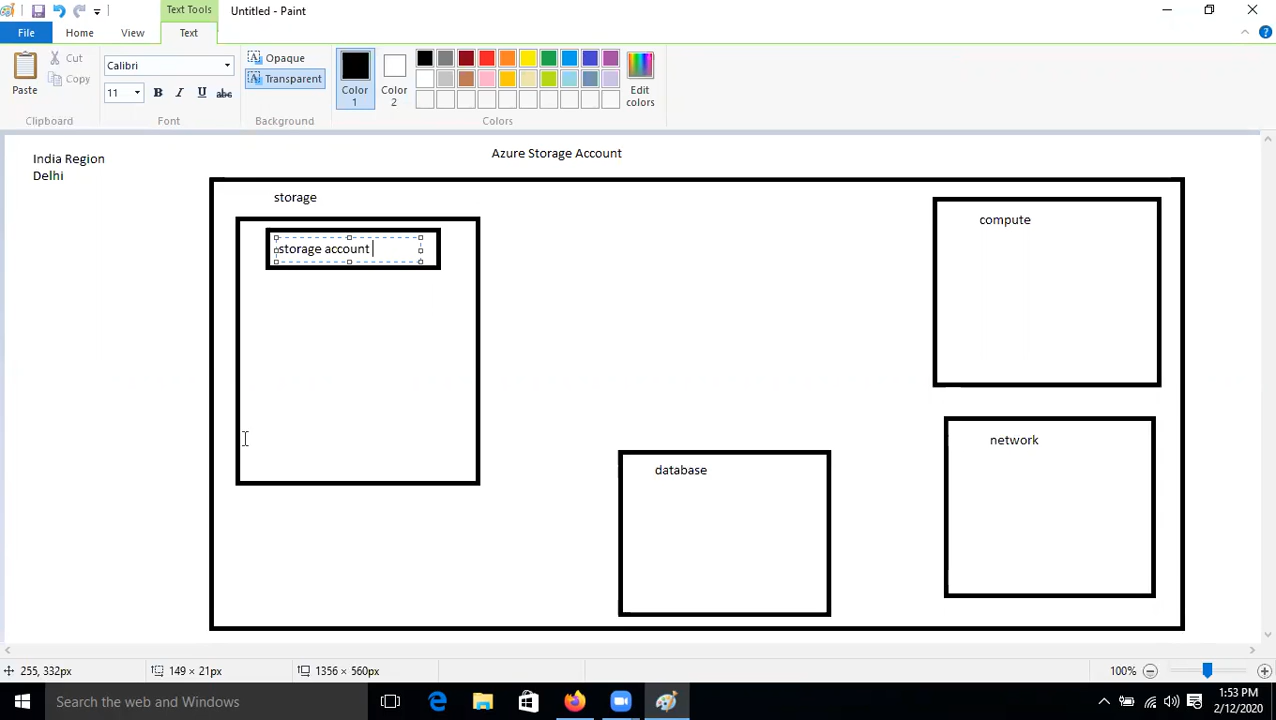 Text Tools
Untitled - Paint
File
Home
View
Text
Paste
Cut
Copy
Clipboard
Calibri
11
B I U abc
Font
Opaque
Transparent
Background
Color 1
Color 2
Edit colors
Colors
India Region
Delhi
Azure Storage Account
storage
storage account
compute
database
network
255, 332px
149 × 21px
1356 × 560px
100%
Search the web and Windows
1:53 PM
2/12/2020